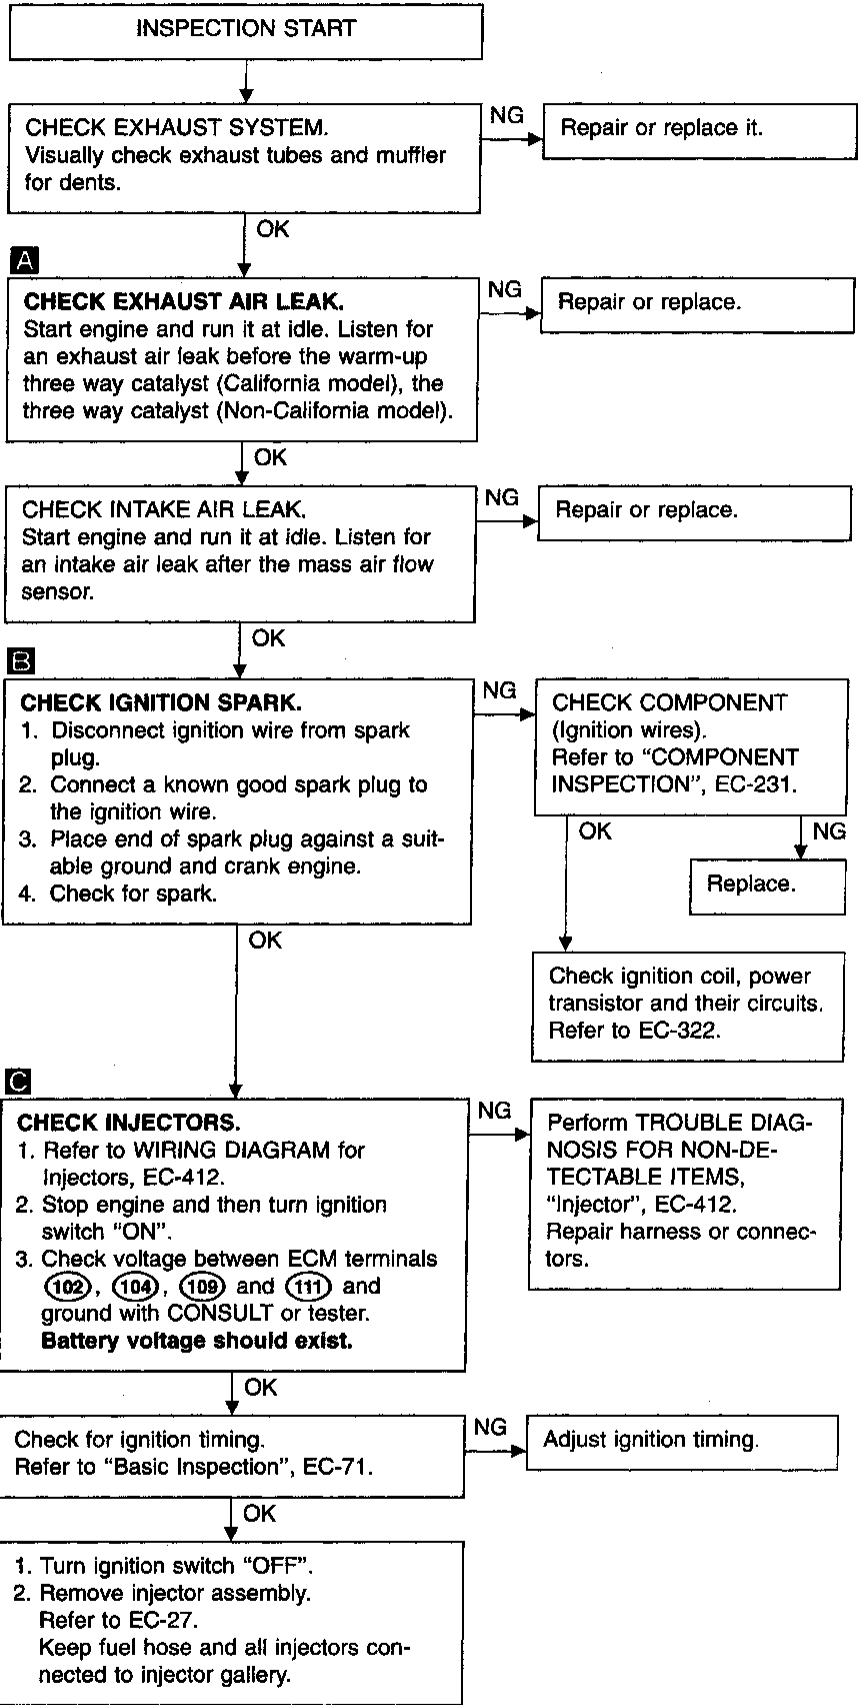 INSPECTION START
CHECK EXHAUST SYSTEM.
Visually check exhaust tubes and muffler
for dents.
NG
Repair or replace it.
OK
A
CHECK EXHAUST AIR LEAK.
Start engine and run it at idle. Listen for
an exhaust air leak before the warm-up
three way catalyst (California model), the
three way catalyst (Non-California model).
NG
Repair or replace.
OK
CHECK INTAKE AIR LEAK.
Start engine and run it at idle. Listen for
an intake air leak after the mass air flow
sensor.
NG
Repair or replace.
OK
B
CHECK IGNITION SPARK.
1. Disconnect ignition wire from spark
plug.
2. Connect a known good spark plug to
the ignition wire.
3. Place end of spark plug against a suit-
able ground and crank engine.
4. Check for spark.
NG
CHECK COMPONENT
(Ignition wires).
Refer to “COMPONENT
INSPECTION”, EC-231.
OK
NG
Replace.
Check ignition coil, power
transistor and their circuits.
Refer to EC-322.
OK
C
CHECK INJECTORS.
1. Refer to WIRING DIAGRAM for
Injectors, EC-412.
2. Stop engine and then turn ignition
switch “ON”.
3. Check voltage between ECM terminals
102, 104, 109 and 111 and
ground with CONSULT or tester.
Battery voltage should exist.
NG
Perform TROUBLE DIAG-
NOSIS FOR NON-DE-
TECTABLE ITEMS,
“Injector”, EC-412.
Repair harness or connec-
tors.
OK
Check for ignition timing.
Refer to “Basic Inspection”, EC-71.
NG
Adjust ignition timing.
OK
1. Turn ignition switch “OFF”.
2. Remove injector assembly.
Refer to EC-27.
Keep fuel hose and all injectors con-
nected to injector gallery.